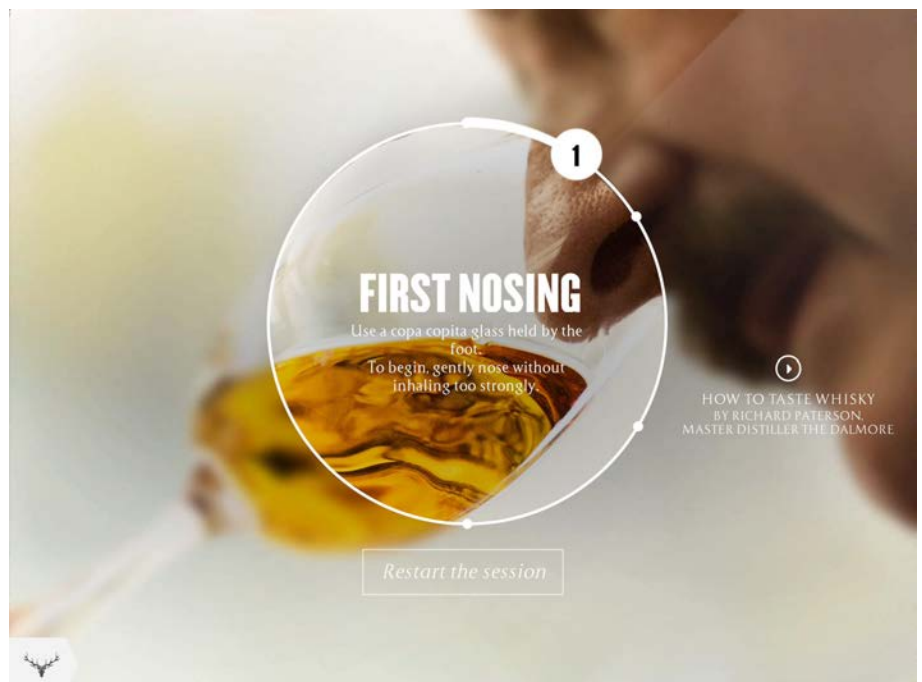 1
FIRST NOSING
Use a copa copita glass held by the
foot.
To begin, gently nose without
inhaling too strongly.
HOW TO TASTE WHISKY
BY RICHARD PATERSON,
MASTER DISTILLER THE DALMORE
Restart the session